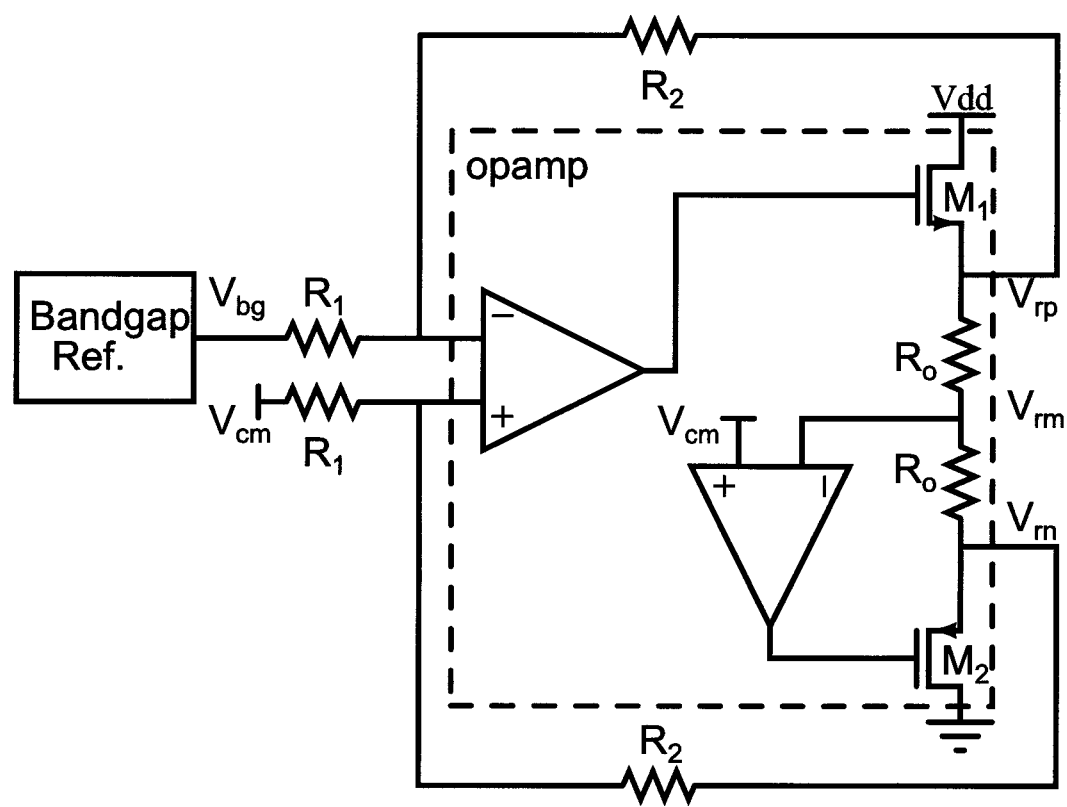 R2
Vdd
opamp
M1
Vbg
R1
Bandgap
Ref.
−
Vrp
Ro
Vcm
R1
+
Vcm
Vrm
+
−
Ro
Vrn
M2
R2